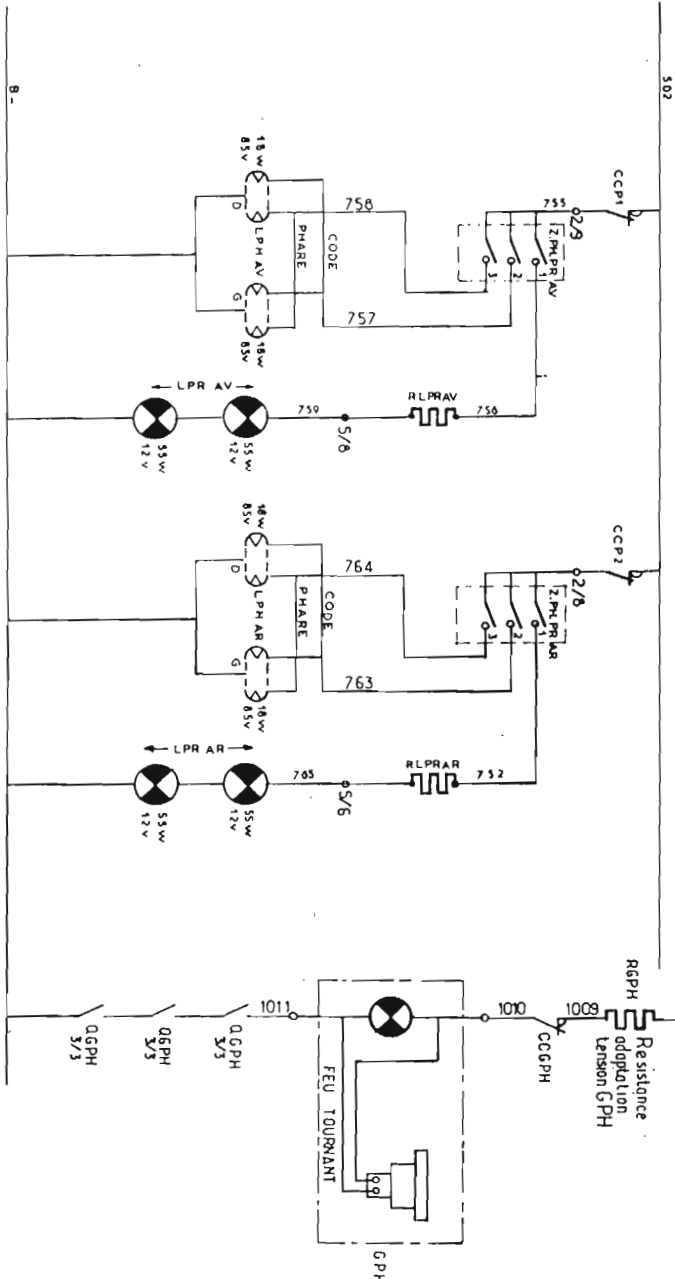 502
B-
CCP1
755
2/9
Z.PH.LPR AV
1
2
3
758
757
CODE
PHARE
LPH AV
D
G
18 W
85 V
18 W
85 V
RLPRAV
756
5/8
759
LPR AV
55 W
12 V
55 W
12 V
CCP2
2/8
Z.PH.LPR AR
1
2
3
764
763
CODE
PHARE
LPH AR
D
G
18 W
85 V
18 W
85 V
RLPRAR
752
5/6
765
LPR AR
55 W
12 V
55 W
12 V
RGPH
Resistance
adaptation
tension GPH
1009
CCGPH
1010
FEU TOURNANT
GPH
1011
QGPH
3/3
QGPH
3/3
QGPH
3/3